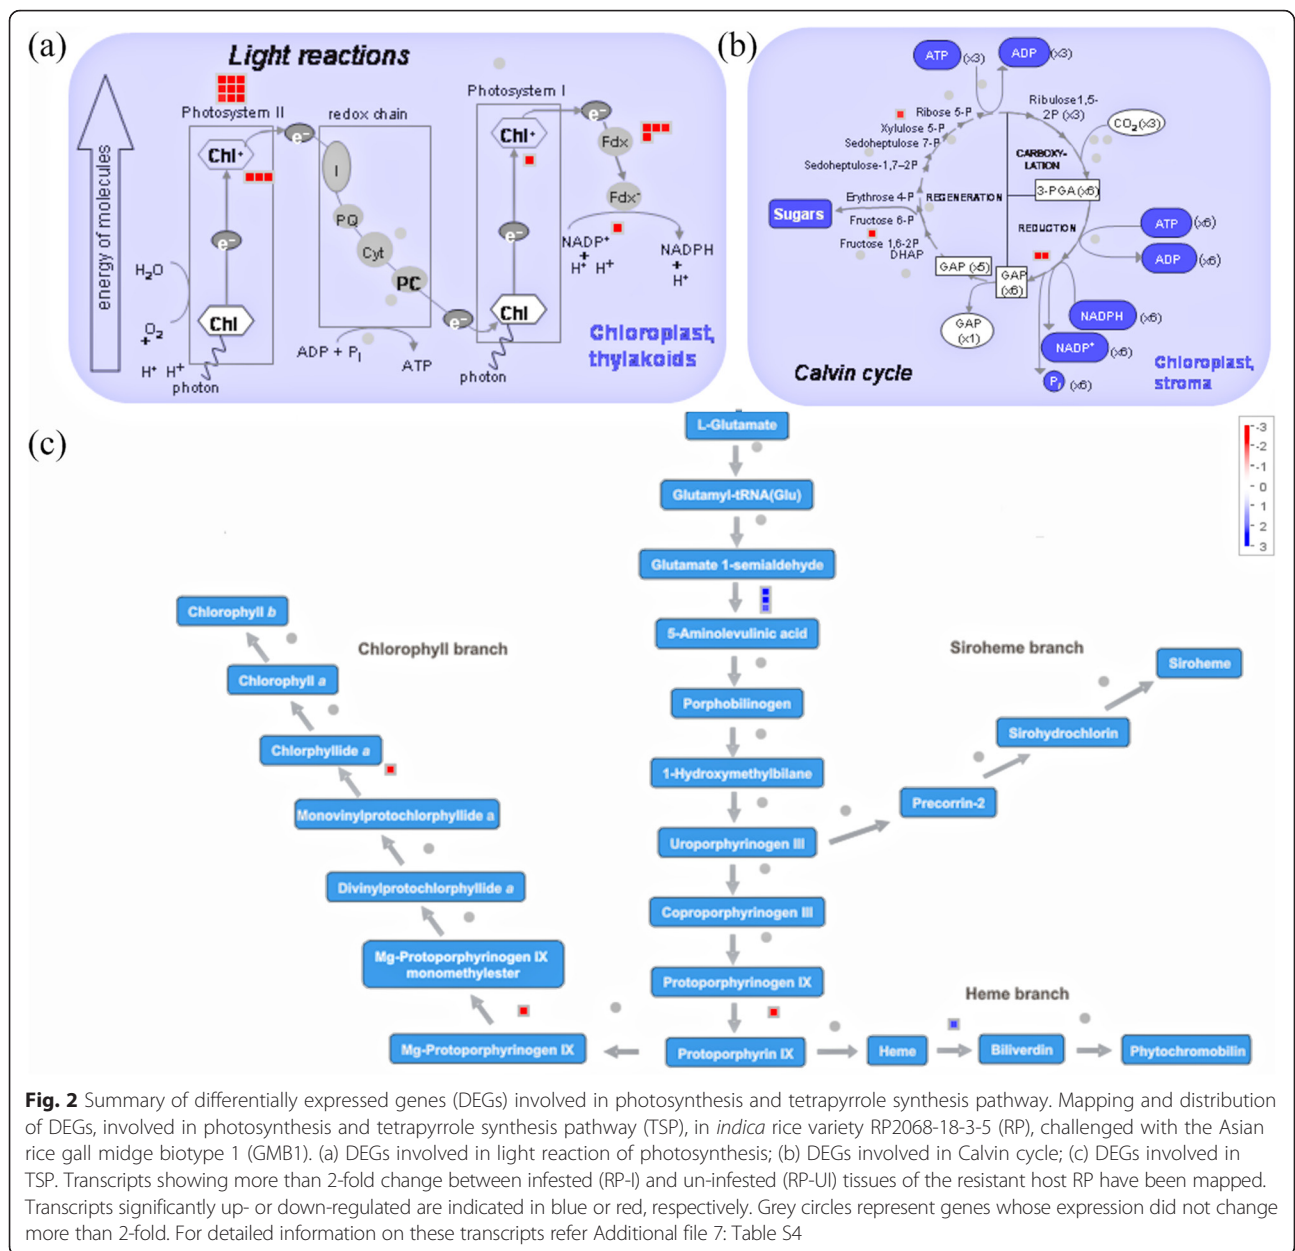 (a)
Light reactions
Photosystem II
redox chain
Photosystem I
energy of molecules
Chl⁺
e⁻
I
PQ
Cyt
PC
e⁻
Chl⁺
e⁻
Fdx
Fdx⁻
e⁻
e⁻
H₂O
O₂
+
H⁺ H⁺
Chl
photon
ADP + Pᵢ
ATP
Chl
photon
NADP⁺
+
H⁺ H⁺
NADPH
+
H⁺
Chloroplast,
thylakoids
(b)
ATP (x3)
ADP (x3)
Ribose 5-P
Xylulose 5-P
Sedoheptulose 7-P
Sedoheptulose-1,7-2P
Erythrose 4-P
Fructose 6-P
Fructose 1,6-2P
DHAP
Sugars
Ribulose1,5-
2P (x3)
CO₂(x3)
CARBOXY-
LATION
3-PGA (x6)
REGENERATION
REDUCTION
ATP (x6)
ADP (x6)
GAP (x5)
GAP
(x6)
GAP
(x1)
NADPH (x6)
NADP⁺ (x6)
Pᵢ (x6)
Calvin cycle
Chloroplast,
stroma
(c)
L-Glutamate
Glutamyl-tRNA(Glu)
Glutamate 1-semialdehyde
5-Aminolevulinic acid
Porphobilinogen
1-Hydroxymethylbilane
Uroporphyrinogen III
Coproporphyrinogen III
Protoporphyrinogen IX
Protoporphyrin IX
Chlorophyll branch
Chlorophyll b
Chlorophyll a
Chlorphyllide a
Monovinylprotochlorphyllide a
Divinylprotochlorphyllide a
Mg-Protoporphyrinogen IX
monomethylester
Mg-Protoporphyrinogen IX
Siroheme branch
Siroheme
Sirohydrochlorin
Precorrin-2
Heme branch
Heme
Biliverdin
Phytochromobilin
-3
-2
-1
0
1
2
3
Fig. 2 Summary of differentially expressed genes (DEGs) involved in photosynthesis and tetrapyrrole synthesis pathway. Mapping and distribution
of DEGs, involved in photosynthesis and tetrapyrrole synthesis pathway (TSP), in indica rice variety RP2068-18-3-5 (RP), challenged with the Asian
rice gall midge biotype 1 (GMB1). (a) DEGs involved in light reaction of photosynthesis; (b) DEGs involved in Calvin cycle; (c) DEGs involved in
TSP. Transcripts showing more than 2-fold change between infested (RP-I) and un-infested (RP-UI) tissues of the resistant host RP have been mapped.
Transcripts significantly up- or down-regulated are indicated in blue or red, respectively. Grey circles represent genes whose expression did not change
more than 2-fold. For detailed information on these transcripts refer Additional file 7: Table S4